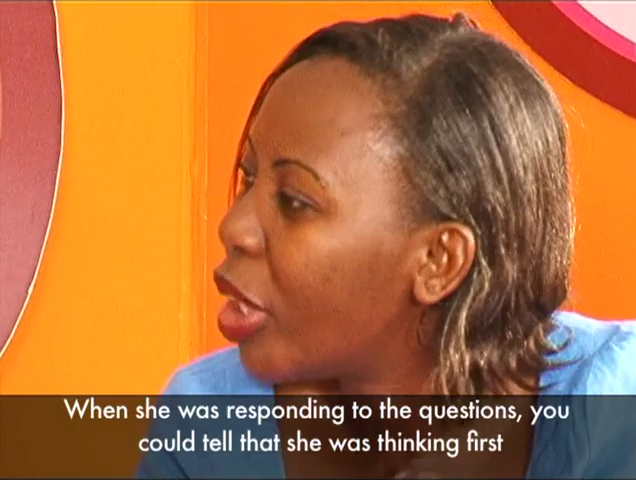 When she was responding to the questions, you
could tell that she was thinking first